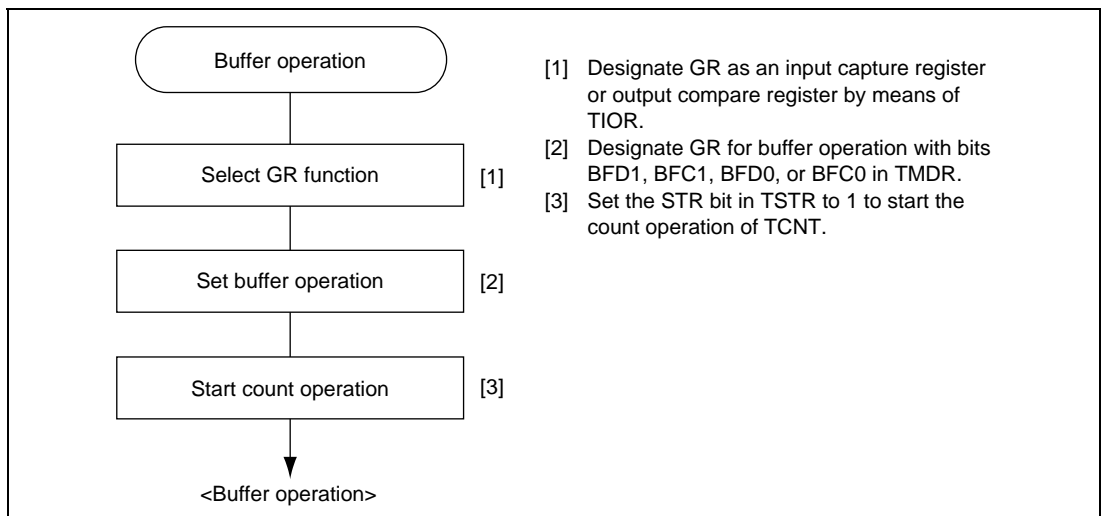 Buffer operation
Select GR function
[1]
Set buffer operation
[2]
Start count operation
[3]
<Buffer operation>
[1] Designate GR as an input capture register
or output compare register by means of
TIOR.
[2] Designate GR for buffer operation with bits
BFD1, BFC1, BFD0, or BFC0 in TMDR.
[3] Set the STR bit in TSTR to 1 to start the
count operation of TCNT.